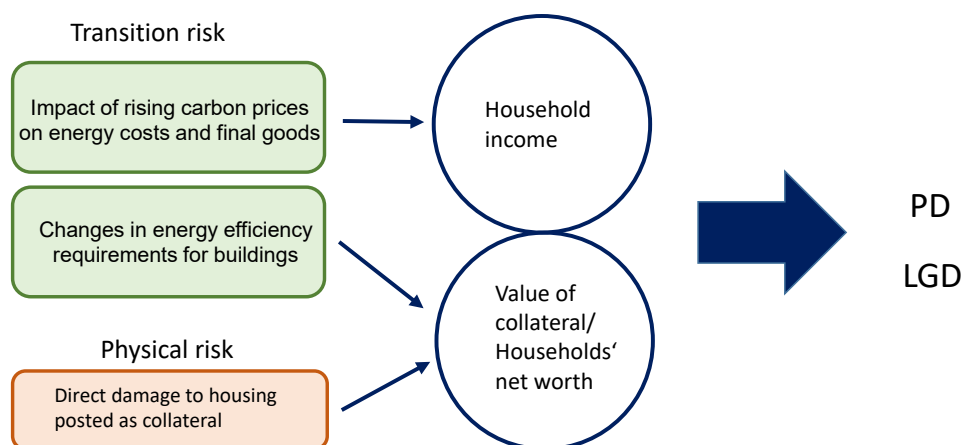 Transition risk
Impact of rising carbon prices
on energy costs and final goods
Changes in energy efficiency
requirements for buildings
Physical risk
Direct damage to housing
posted as collateral
Household
income
Value of
collateral/
Households‘
net worth
PD
LGD